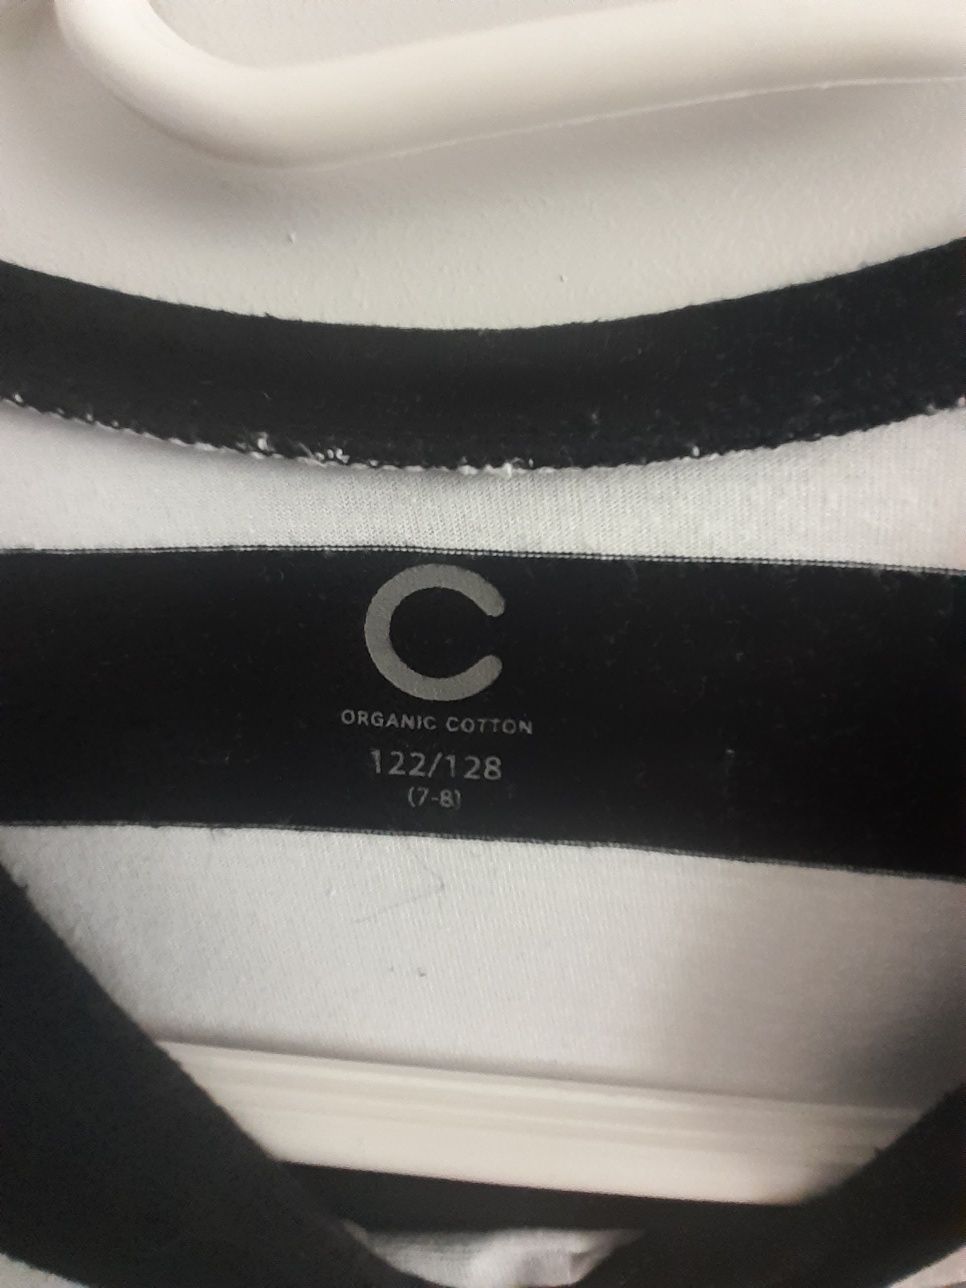 C
ORGANIC COTTON
122/128
(7-8)